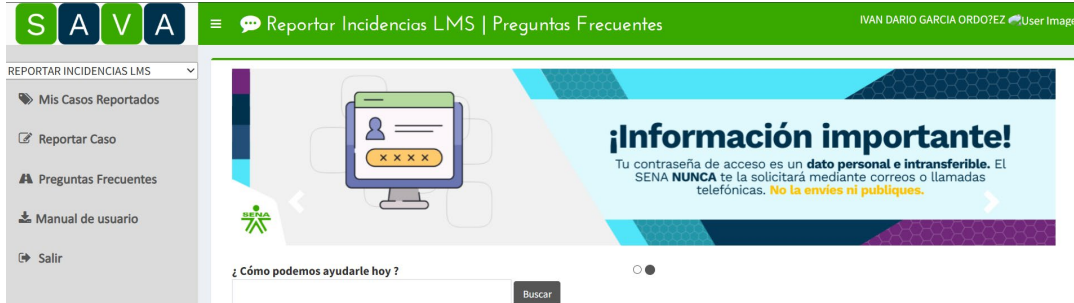 SAVA
Reportar Incidencias LMS | Preguntas Frecuentes
IVAN DARIO GARCIA ORDO?EZ User Image
REPORTAR INCIDENCIAS LMS
Mis Casos Reportados
Reportar Caso
Preguntas Frecuentes
Manual de usuario
Salir
¡Información importante!
Tu contraseña de acceso es un dato personal e intransferible. El
SENA NUNCA te la solicitará mediante correos o llamadas
telefónicas. No la envíes ni publiques.
SENA
¿ Cómo podemos ayudarle hoy ?
Buscar